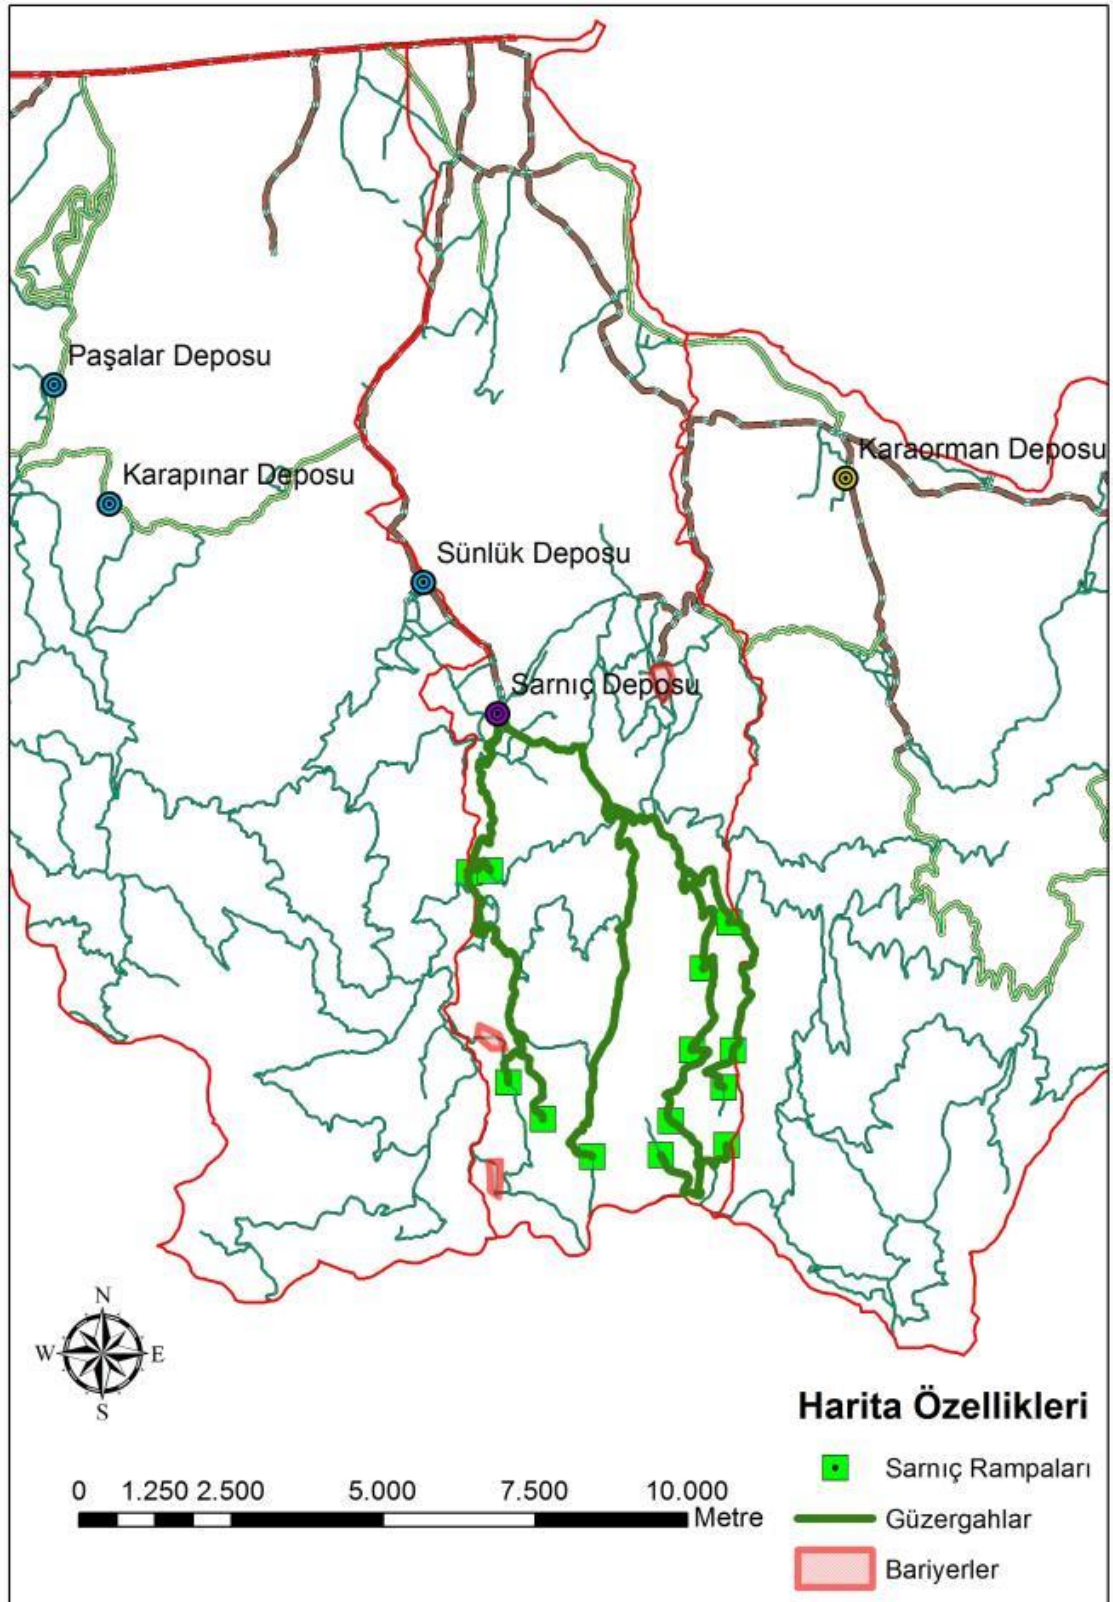 Paşalar Deposu
Karaorman Deposu
Karapınar Deposu
Sünlük Deposu
Sarnıç Deposu
N
W E
S
Harita Özellikleri
Sarnıç Rampaları
0 1.250 2.500 5.000 7.500 10.000
Metre
Güzergahlar
Bariyerler